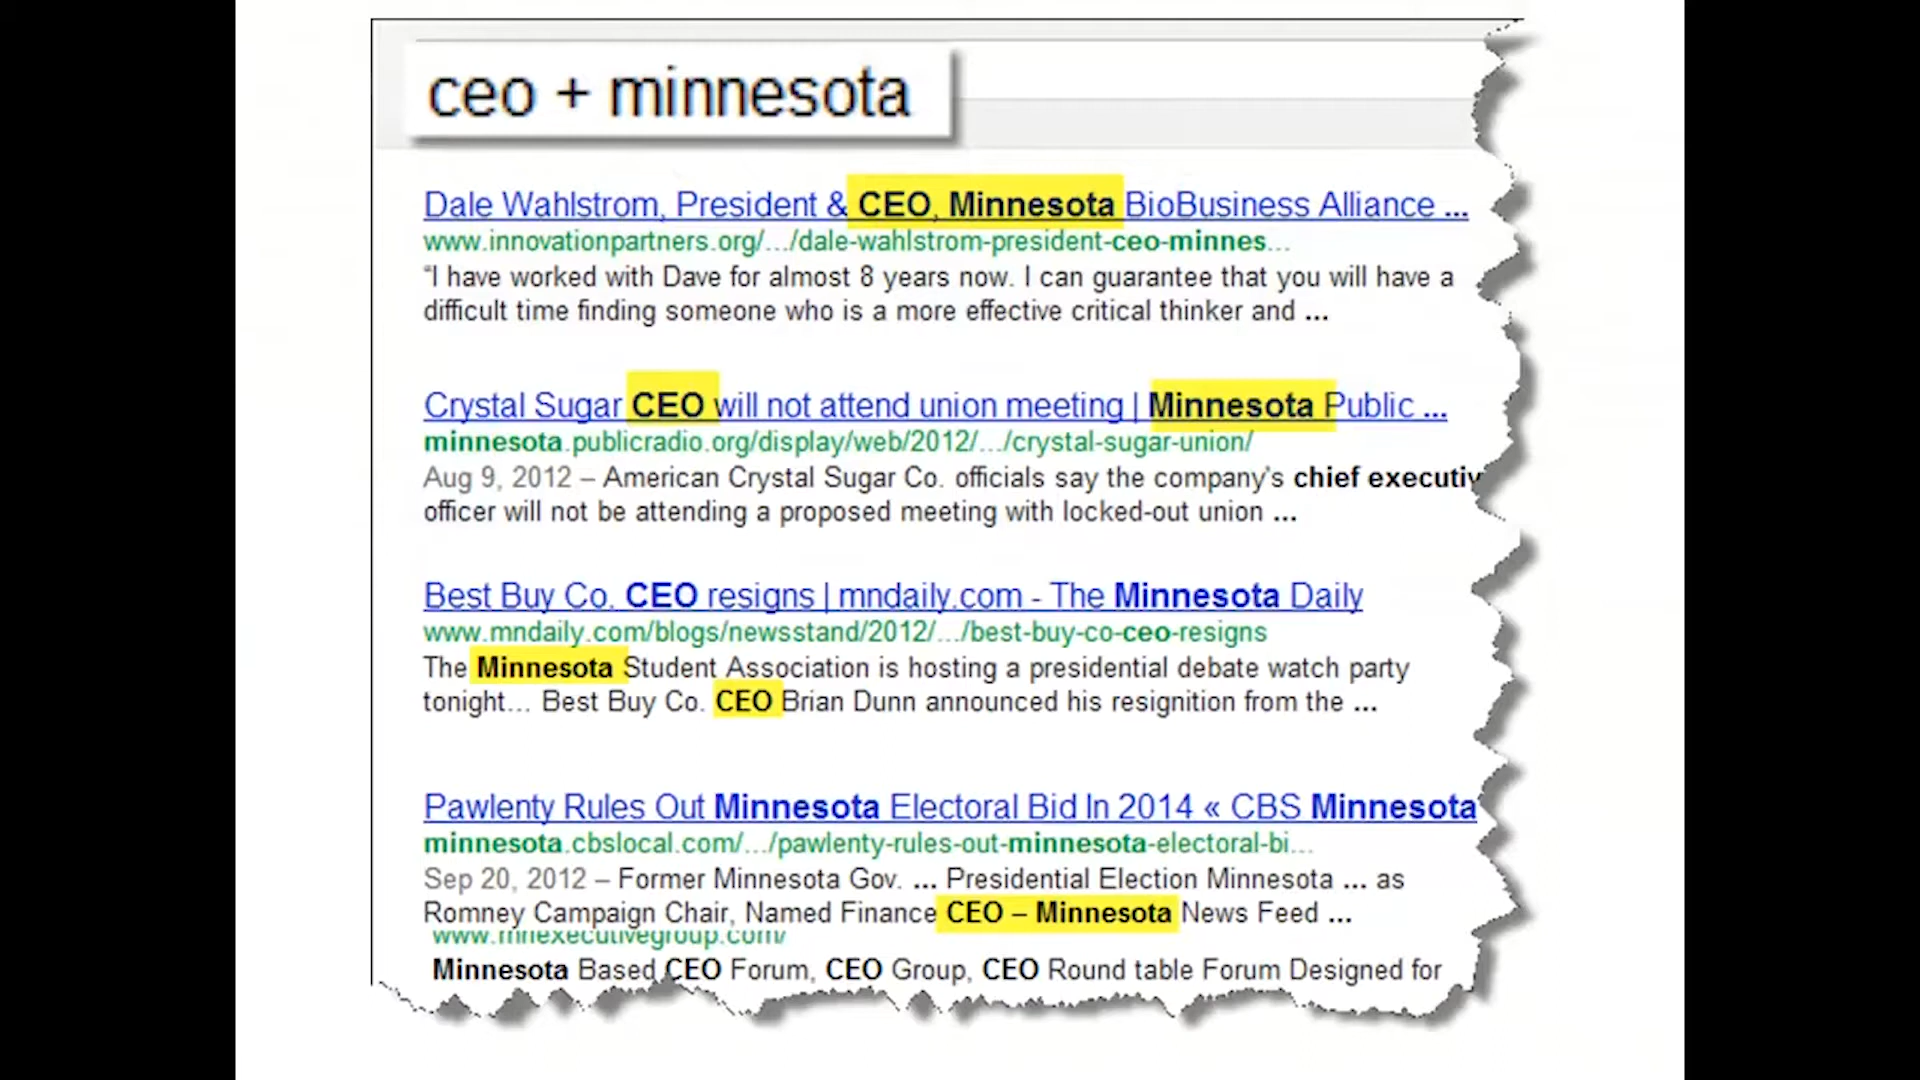 ceo + minnesota
Dale Wahlstrom, President & CEO, Minnesota BioBusiness Alliance ...
www.innovationpartners.org/.../dale-wahlstrom-president-ceo-minnes...
"I have worked with Dave for almost 8 years now. I can guarantee that you will have a
difficult time finding someone who is a more effective critical thinker and ...
Crystal Sugar CEO will not attend union meeting | Minnesota Public ...
minnesota.publicradio.org/display/web/2012/.../crystal-sugar-union/
Aug 9, 2012 – American Crystal Sugar Co. officials say the company's chief executiv
officer will not be attending a proposed meeting with locked-out union ...
Best Buy Co. CEO resigns | mndaily.com - The Minnesota Daily
www.mndaily.com/blogs/newsstand/2012/.../best-buy-co-ceo-resigns
The Minnesota Student Association is hosting a presidential debate watch party
tonight... Best Buy Co. CEO Brian Dunn announced his resignition from the ...
Pawlenty Rules Out Minnesota Electoral Bid In 2014 « CBS Minnesota
minnesota.cbslocal.com/.../pawlenty-rules-out-minnesota-electoral-bi...
Sep 20, 2012 – Former Minnesota Gov. ... Presidential Election Minnesota ... as
Romney Campaign Chair, Named Finance CEO – Minnesota News Feed ...
www.mnexecutivegroup.com/
Minnesota Based CEO Forum, CEO Group, CEO Round table Forum Designed for